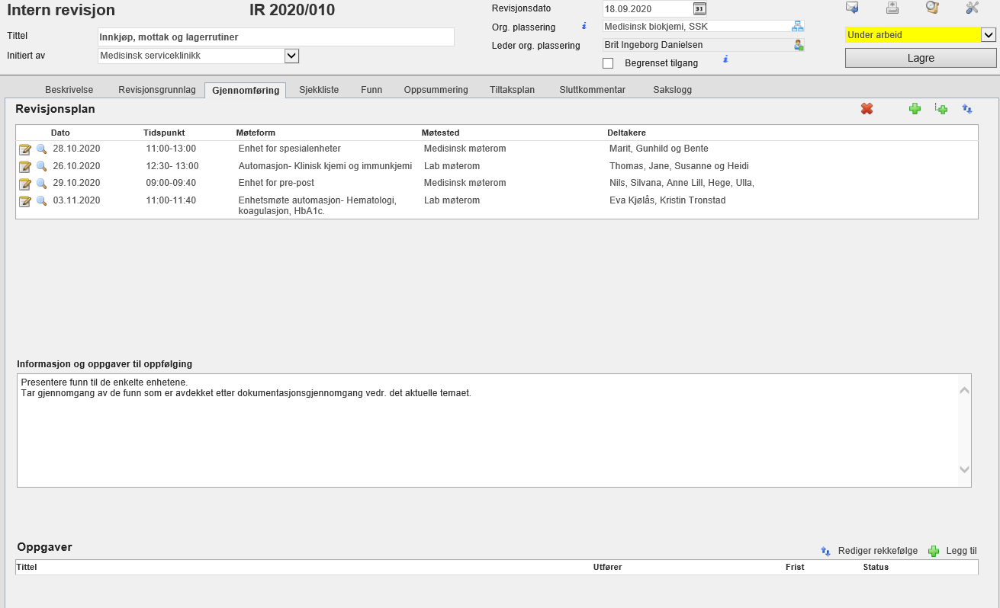 Intern revisjon IR 2020/010 Revisjonsdato 18.09.2020 31
Org. plassering Medisinsk biokjemi, SSK
Tittel Innkjøp, mottak og lagerrutiner Under arbeid
Leder org. plassering Brit Ingeborg Danielsen
Initiert av Medisinsk serviceklinikk
Begrenset tilgang Lagre
Beskrivelse Revisjonsgrunnlag Gjennomføring Sjekkliste Funn Oppsummering Tiltaksplan Sluttkommentar Sakslogg
Revisjonsplan
Dato Tidspunkt Møteform Møtested Deltakere
28.10.2020 11:00-13:00 Enhet for spesialenheter Medisinsk møterom Marit, Gunhild og Bente
26.10.2020 12:30- 13:00 Automasjon- Klinisk kjemi og immunkjemi Lab møterom Thomas, Jane, Susanne og Heidi
29.10.2020 09:00-09:40 Enhet for pre-post Medisinsk møterom Nils, Silvana, Anne Lill, Hege, Ulla,
03.11.2020 11:00-11:40 Enhetsmøte automasjon- Hematologi, Lab møterom Eva Kjølås, Kristin Tronstad
koagulasjon, HbA1c.
Informasjon og oppgaver til oppfølging
Presentere funn til de enkelte enhetene.
Tar gjennomgang av de funn som er avdekket etter dokumentasjonsgjennomgang vedr. det aktuelle temaet.
Oppgaver
Rediger rekkefølge Legg til
Tittel Utfører Frist Status